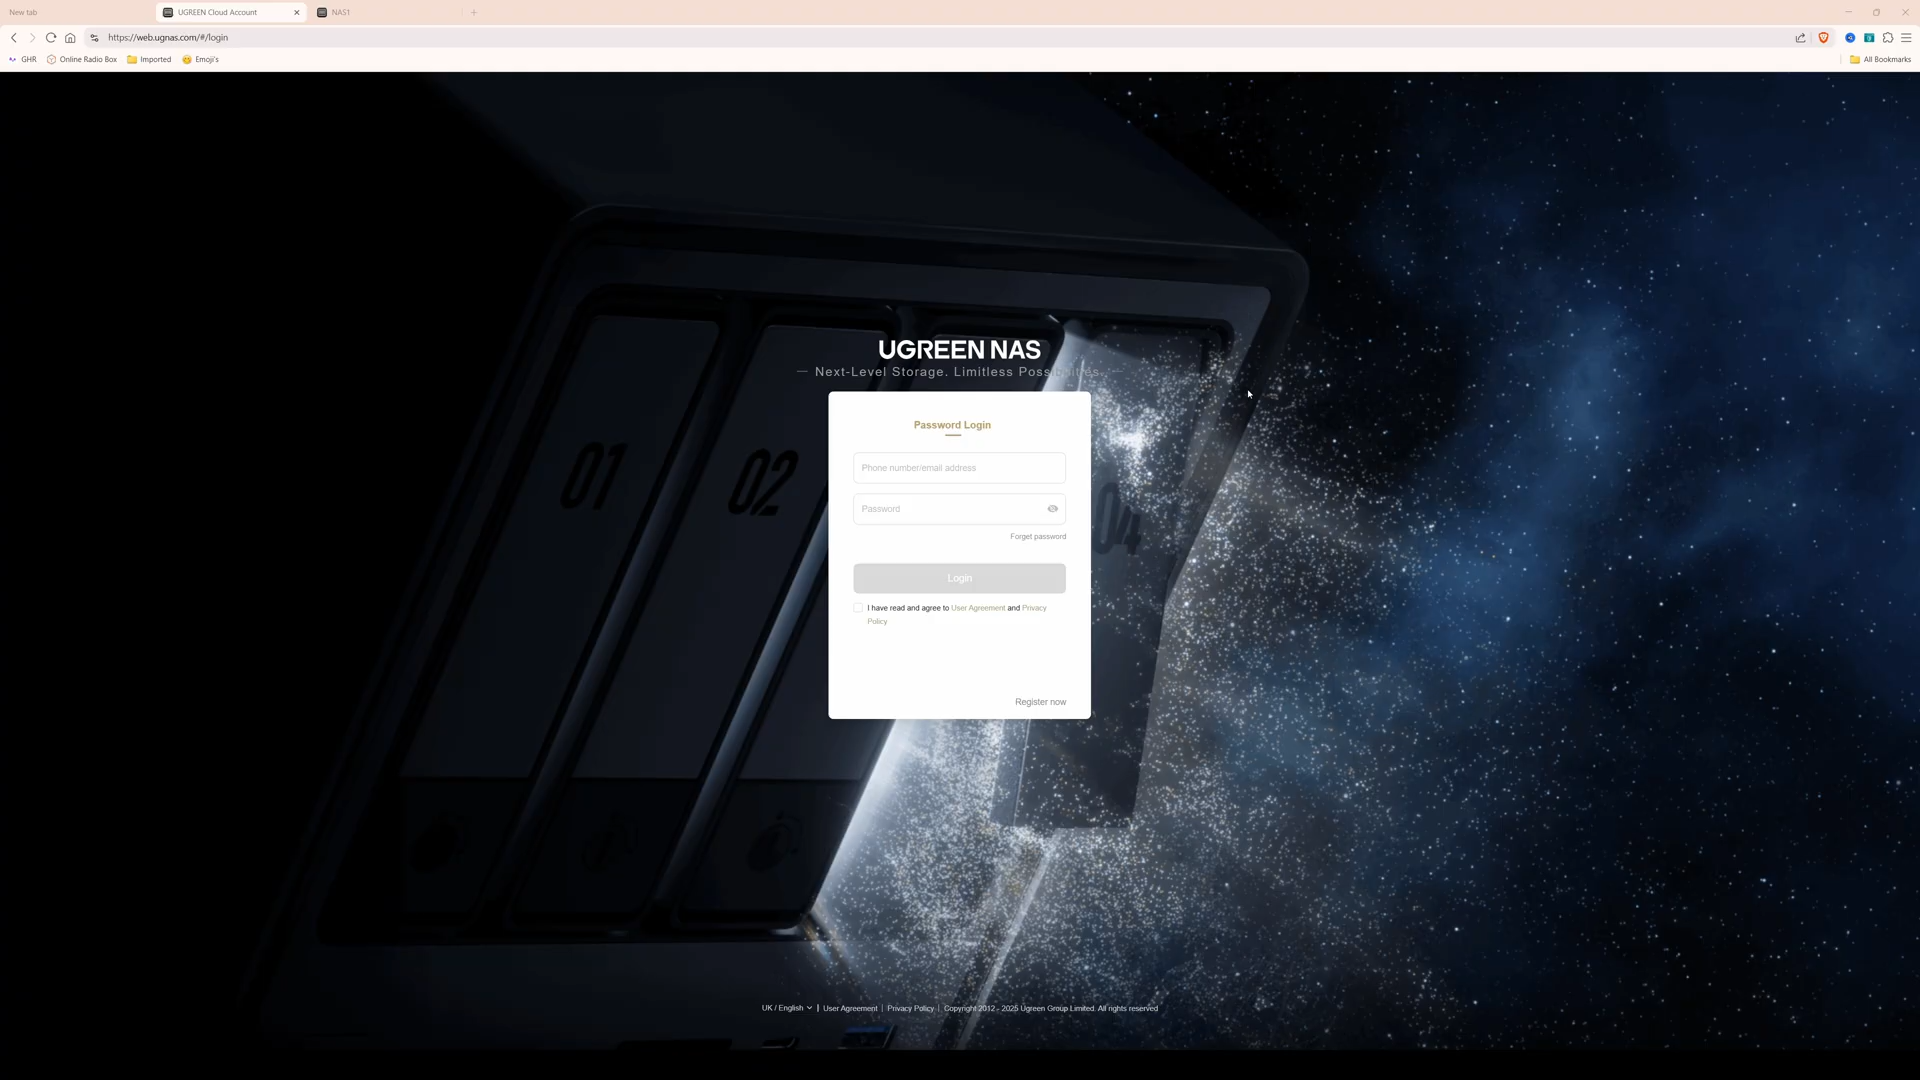 New tab
UGREEN Cloud Account
NAS1
https://web.ugnas.com/#/login
GHR
Online Radio Box
Imported
Emoji's
All Bookmarks
UGREEN NAS
Next-Level Storage. Limitless Possibilities.
01
02
04
Password Login
Phone number/email address
Password
Forget password
Login
I have read and agree to User Agreement and Privacy
Policy
Register now
UK / English | User Agreement | Privacy Policy | Copyright 2012 - 2025 Ugreen Group Limited. All rights reserved